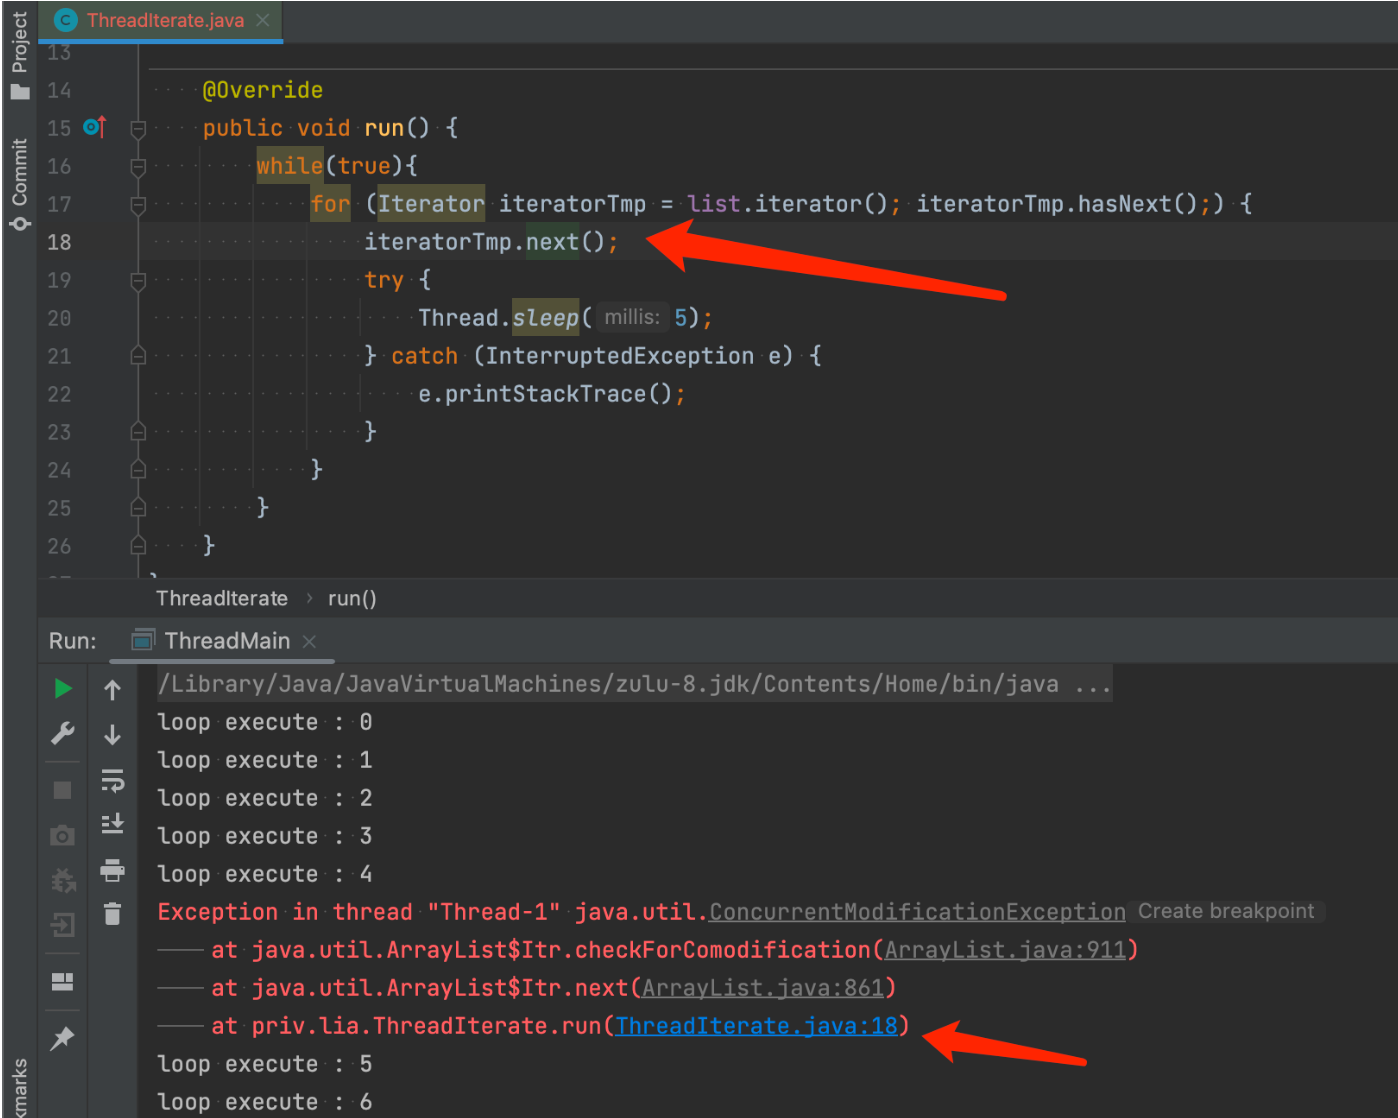 Project
Commit
kmarks
ThreadIterate.java
13
14 @Override
15 public void run() {
16 while(true){
17 for (Iterator iteratorTmp = list.iterator(); iteratorTmp.hasNext();) {
18 iteratorTmp.next();
19 try {
20 Thread.sleep( millis: 5);
21 } catch (InterruptedException e) {
22 e.printStackTrace();
23 }
24 }
25 }
26 }
ThreadIterate › run()
Run: ThreadMain
/Library/Java/JavaVirtualMachines/zulu-8.jdk/Contents/Home/bin/java ...
loop execute : 0
loop execute : 1
loop execute : 2
loop execute : 3
loop execute : 4
Exception in thread "Thread-1" java.util.ConcurrentModificationException Create breakpoint
at java.util.ArrayList$Itr.checkForComodification(ArrayList.java:911)
at java.util.ArrayList$Itr.next(ArrayList.java:861)
at priv.lia.ThreadIterate.run(ThreadIterate.java:18)
loop execute : 5
loop execute : 6